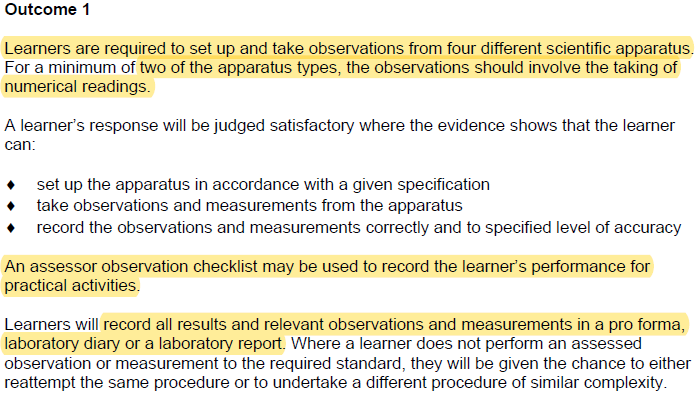 Outcome 1
Learners are required to set up and take observations from four different scientific apparatus.
For a minimum of two of the apparatus types, the observations should involve the taking of
numerical readings.
A learner’s response will be judged satisfactory where the evidence shows that the learner
can:
♦ set up the apparatus in accordance with a given specification
♦ take observations and measurements from the apparatus
♦ record the observations and measurements correctly and to specified level of accuracy
An assessor observation checklist may be used to record the learner’s performance for
practical activities.
Learners will record all results and relevant observations and measurements in a pro forma,
laboratory diary or a laboratory report. Where a learner does not perform an assessed
observation or measurement to the required standard, they will be given the chance to either
reattempt the same procedure or to undertake a different procedure of similar complexity.